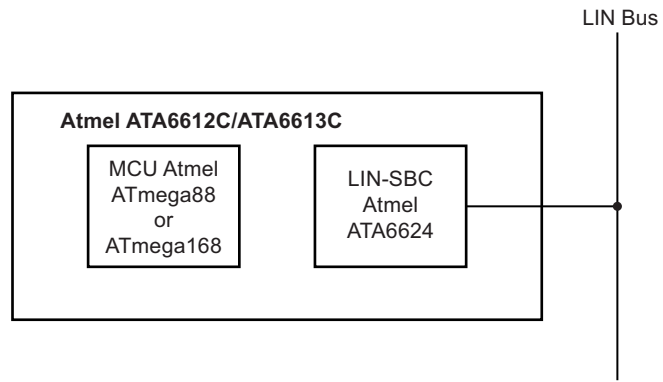 LIN Bus
Atmel ATA6612C/ATA6613C
MCU Atmel
ATmega88
or
ATmega168
LIN-SBC
Atmel
ATA6624